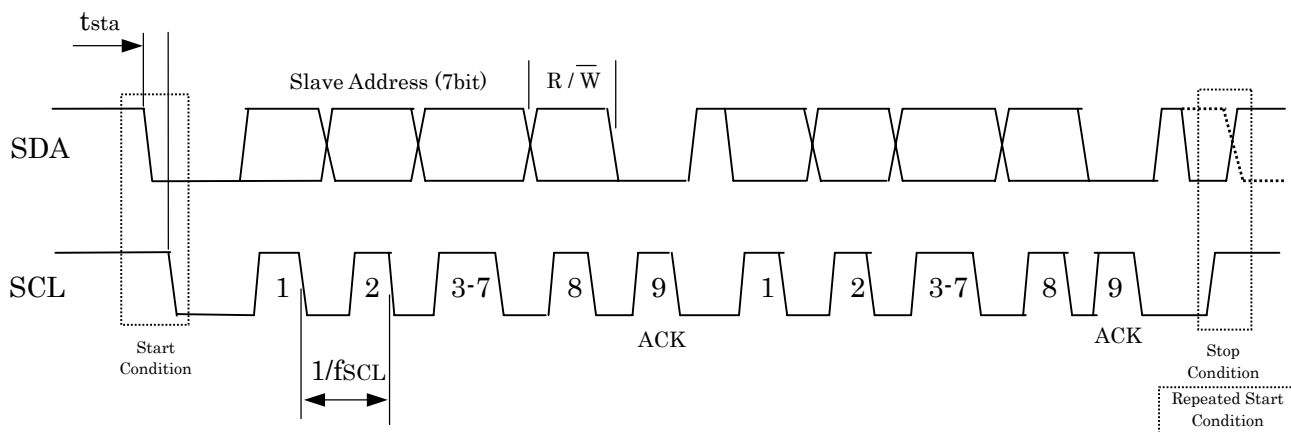 tsta
Slave Address (7bit)
R / W
SDA
SCL
1 2 3-7 8 9 1 2 3-7 8 9
ACK ACK
Start
Condition
1/fSCL
Stop
Condition
Repeated Start
Condition